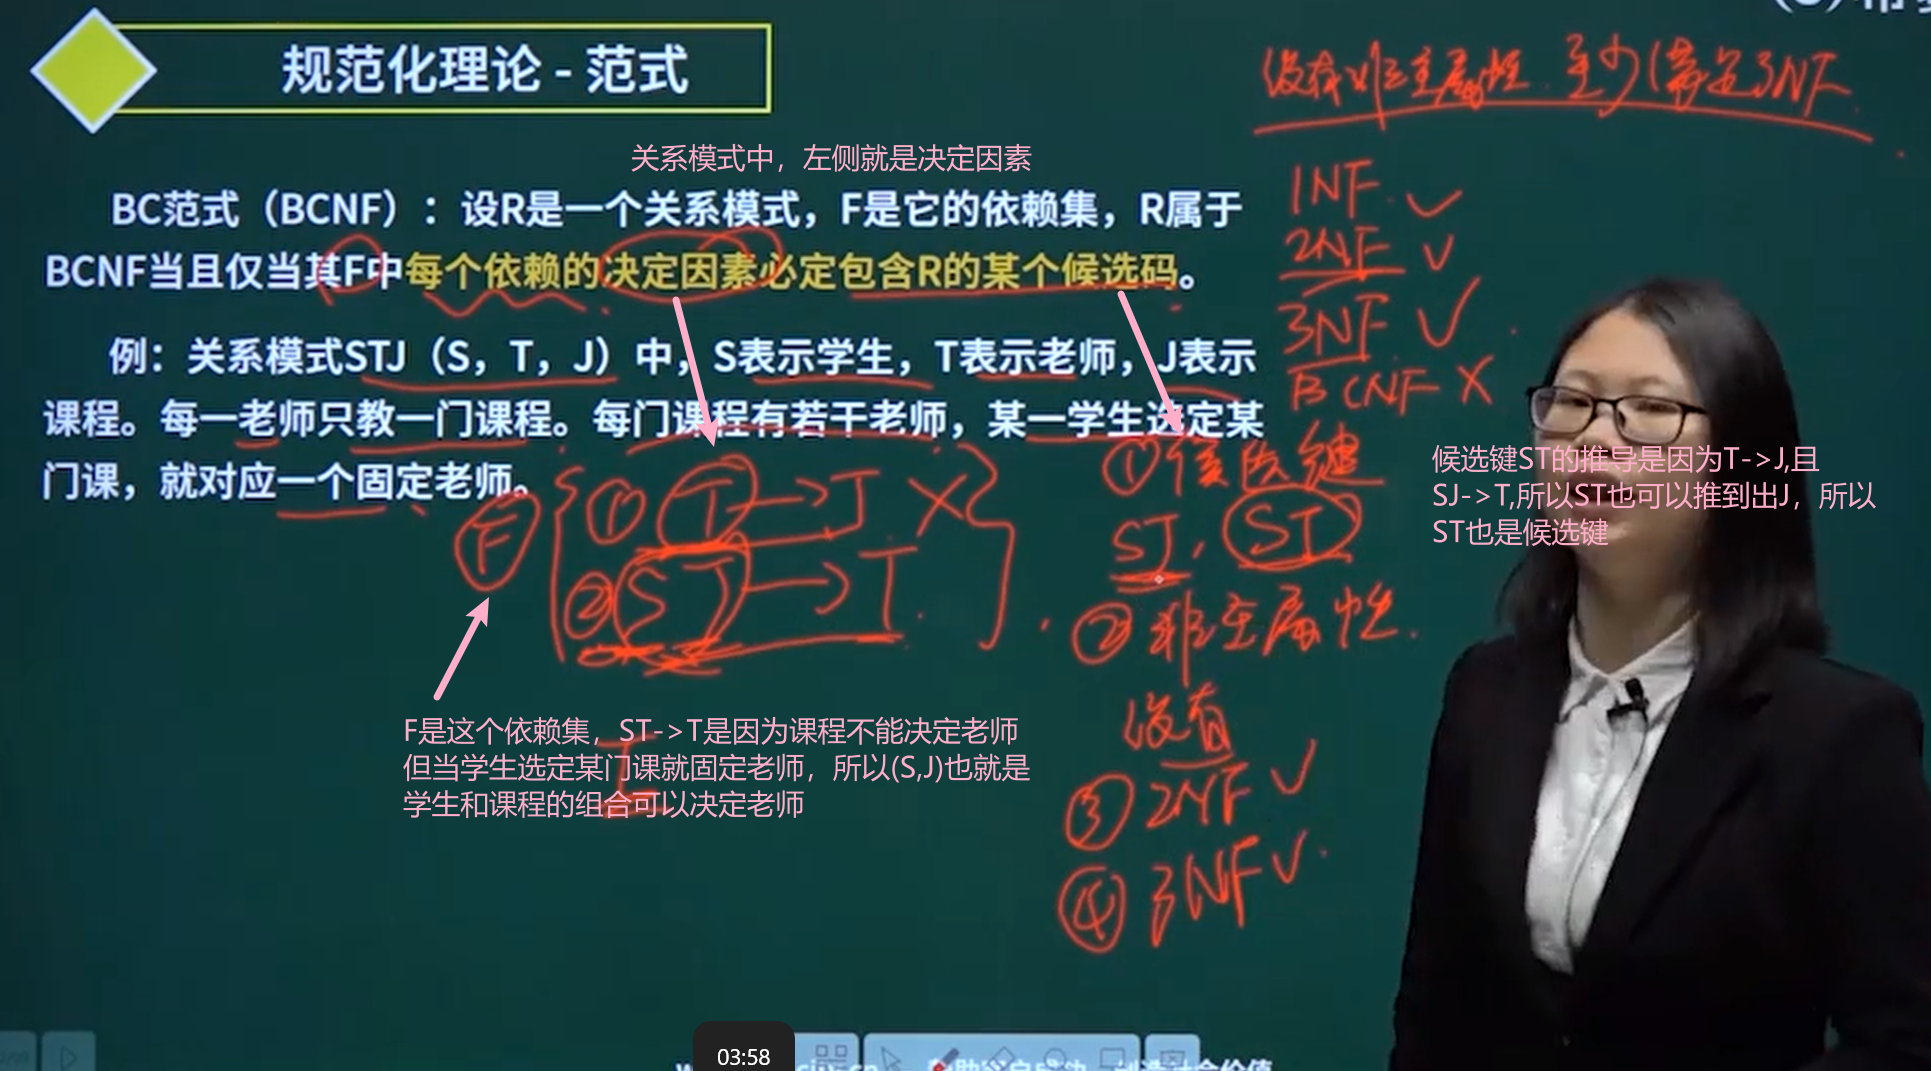 规范化理论 - 范式
没有非主属性 至少满足3NF
关系模式中，左侧就是决定因素
BC范式（BCNF）：设R是一个关系模式，F是它的依赖集，R属于
BCNF当且仅当其F中每个依赖的决定因素必定包含R的某个候选码。
1NF ✓
2NF ✓
3NF ✓
BCNF X
例：关系模式STJ（S，T，J）中，S表示学生，T表示老师，J表示
课程。每一老师只教一门课程。每门课程有若干老师，某一学生选定某
门课，就对应一个固定老师。
F
① T→J X
② SJ→T
① 候选键
SJ, ST
② 非主属性
没有
③ 2NF ✓
④ 3NF ✓
候选键ST的推导是因为T->J,且
SJ->T,所以ST也可以推到出J，所以
ST也是候选键
F是这个依赖集，ST->T是因为课程不能决定老师
但当学生选定某门课就固定老师，所以(S,J)也就是
学生和课程的组合可以决定老师
03:58